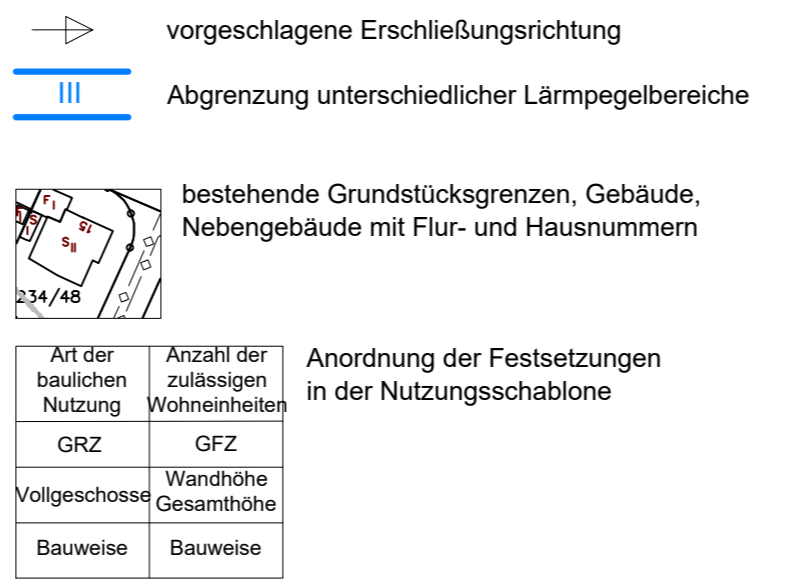 vorgeschlagene Erschließungsrichtung
III
Abgrenzung unterschiedlicher Lärmpegelbereiche
bestehende Grundstücksgrenzen, Gebäude,
Nebengebäude mit Flur- und Hausnummern
F I
S
I
15
S II
234/48
Anordnung der Festsetzungen
in der Nutzungsschablone
Art der
baulichen
Nutzung
Anzahl der
zulässigen
Wohneinheiten
GRZ
GFZ
Vollgeschosse
Wandhöhe
Gesamthöhe
Bauweise
Bauweise